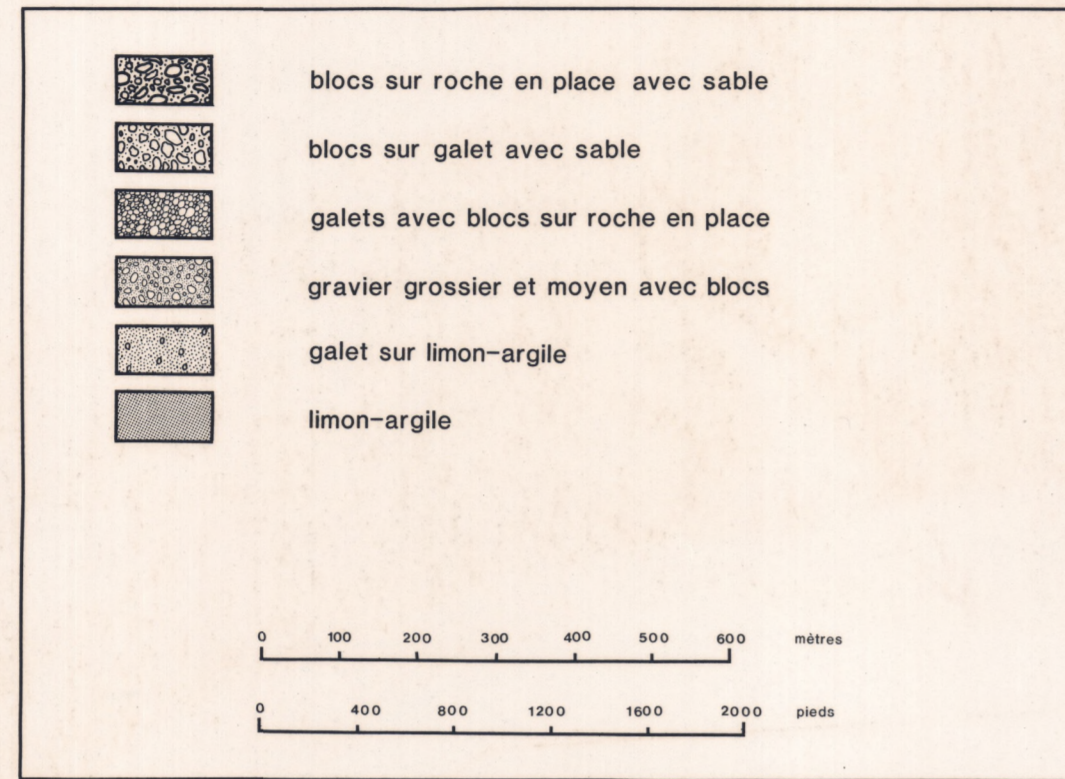 blocs sur roche en place avec sable
blocs sur galet avec sable
galets avec blocs sur roche en place
gravier grossier et moyen avec blocs
galet sur limon-argile
limon-argile
0 100 200 300 400 500 600 mètres
0 400 800 1200 1600 2000 pieds